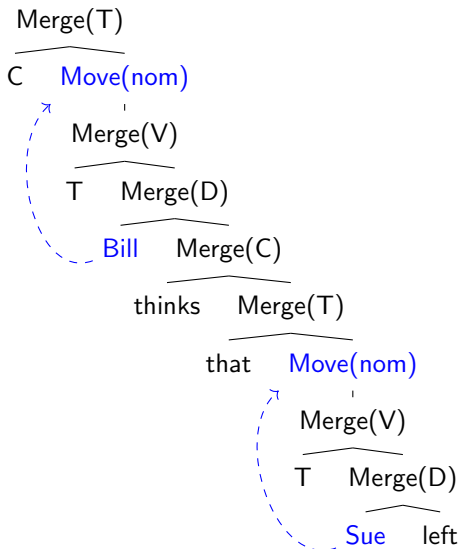 Merge(T)
C Move(nom)
Merge(V)
T Merge(D)
Bill Merge(C)
thinks Merge(T)
that Move(nom)
Merge(V)
T Merge(D)
Sue left